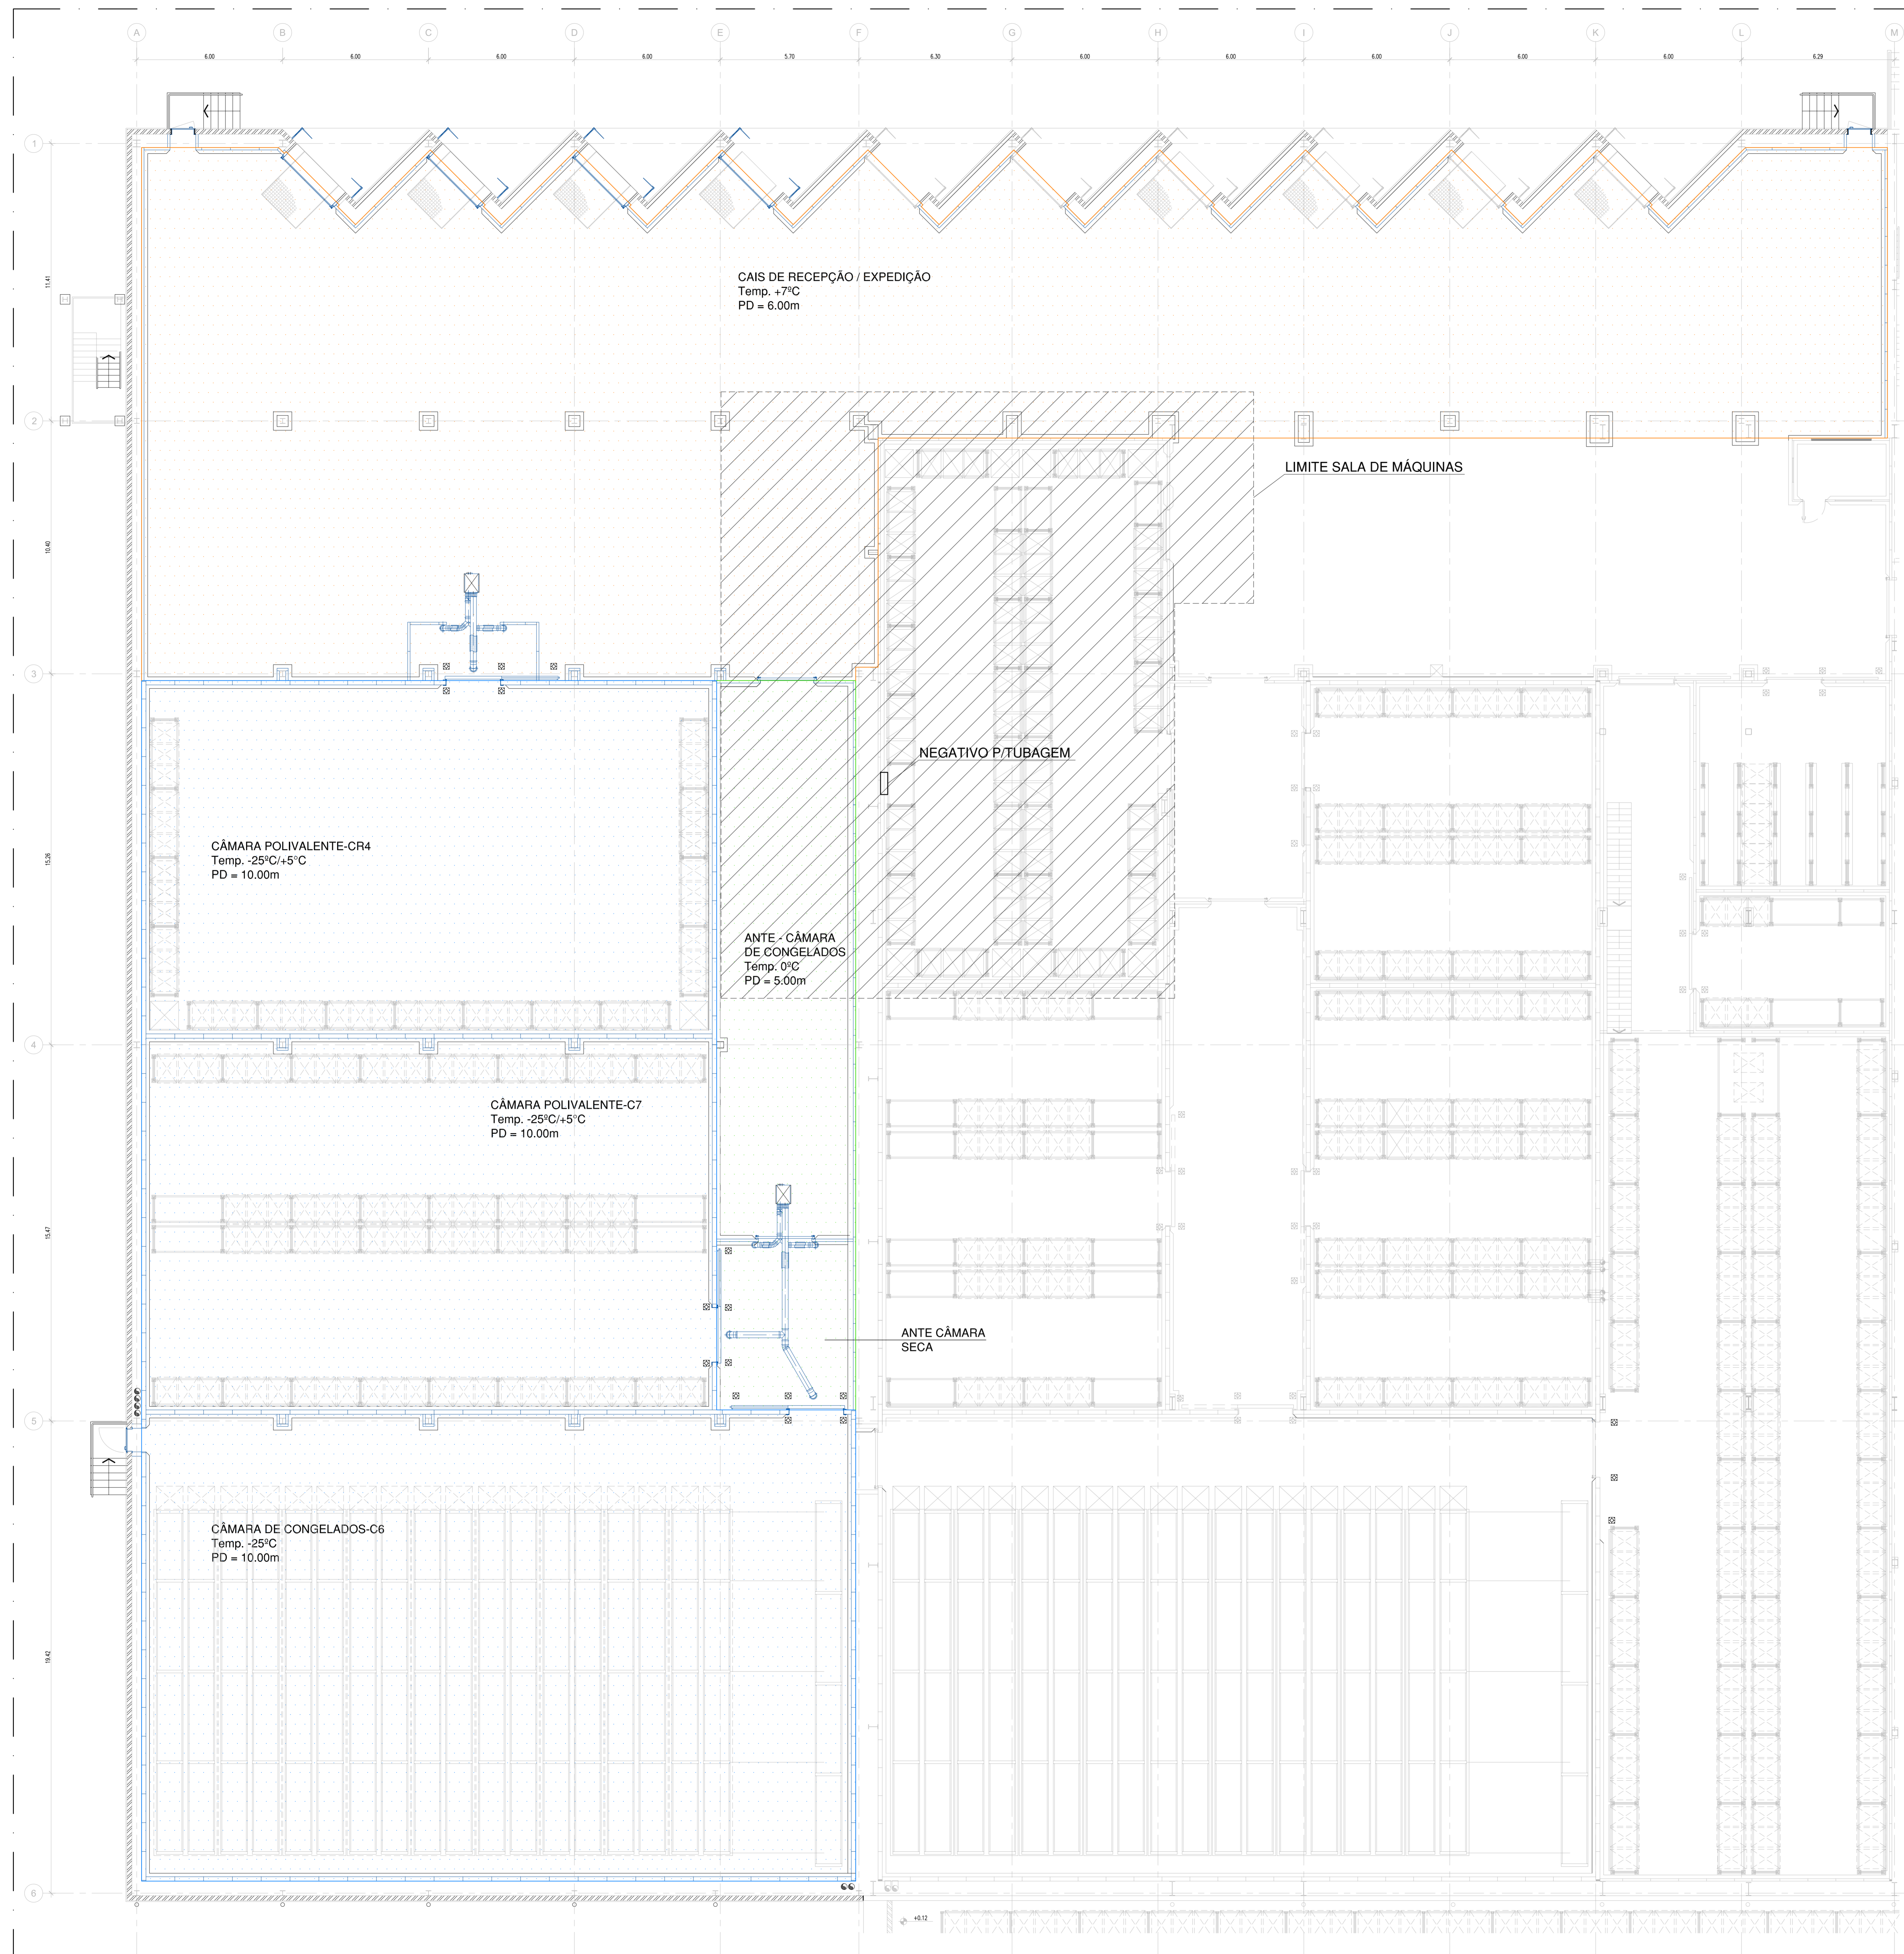 A B C D E F G H I J K L M
6.00 6.00 6.00 6.00 5.70 6.30 6.00 6.00 6.00 6.00 6.00 6.29
1
11.41
CAIS DE RECEPÇÃO / EXPEDIÇÃO
Temp. +7ºC
PD = 6.00m
2
LIMITE SALA DE MÁQUINAS
10.40
3
NEGATIVO P/TUBAGEM
CÂMARA POLIVALENTE-CR4
Temp. -25ºC/+5°C
PD = 10.00m
15.26
ANTE - CÂMARA
DE CONGELADOS
Temp. 0ºC
PD = 5.00m
4
CÂMARA POLIVALENTE-C7
Temp. -25ºC/+5°C
PD = 10.00m
15.47
ANTE CÂMARA
SECA
5
CÂMARA DE CONGELADOS-C6
Temp. -25ºC
PD = 10.00m
19.42
6
+0.12